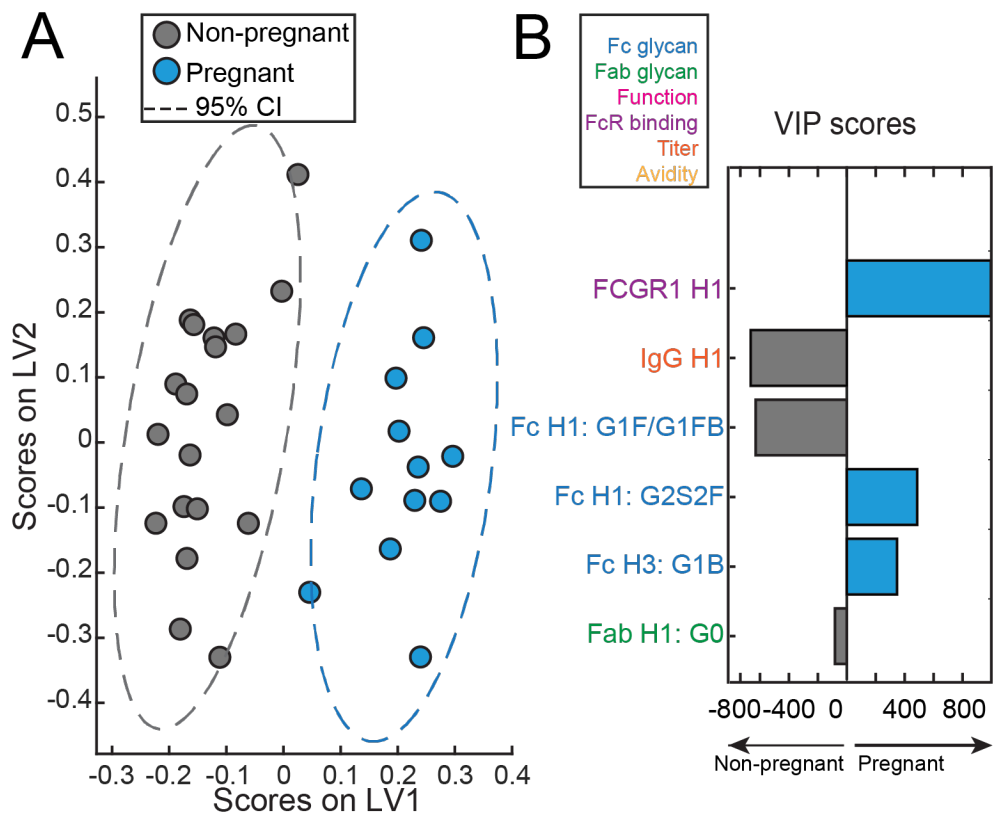 A
Non-pregnant
Pregnant
95% CI
Scores on LV2
0.5
0.4
0.3
0.2
0.1
0
-0.1
-0.2
-0.3
-0.4
-0.3
-0.2
-0.1
0
0.1
0.2
0.3
0.4
Scores on LV1
B
Fc glycan
Fab glycan
Function
FcR binding
Titer
Avidity
VIP scores
FCGR1 H1
IgG H1
Fc H1: G1F/G1FB
Fc H1: G2S2F
Fc H3: G1B
Fab H1: G0
-800
-400
0
400
800
Non-pregnant
Pregnant